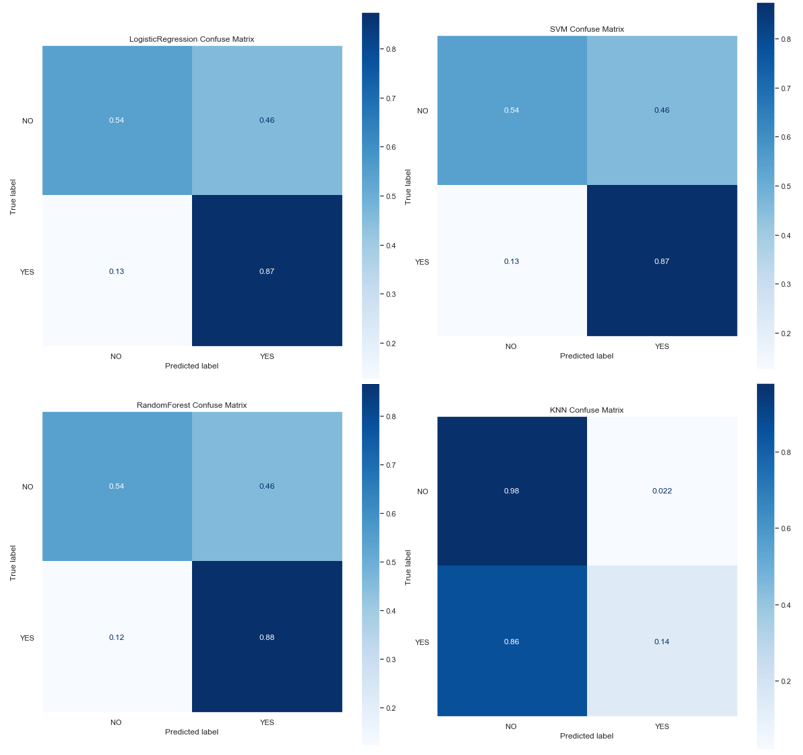 LogisticRegression Confuse Matrix
True label
NO
YES
0.54
0.46
0.13
0.87
NO
YES
Predicted label
0.8
0.7
0.6
0.5
0.4
0.3
0.2
SVM Confuse Matrix
True label
NO
YES
0.54
0.46
0.13
0.87
NO
YES
Predicted label
0.8
0.7
0.6
0.5
0.4
0.3
0.2
RandomForest Confuse Matrix
True label
NO
YES
0.54
0.46
0.12
0.88
NO
YES
Predicted label
0.8
0.7
0.6
0.5
0.4
0.3
0.2
KNN Confuse Matrix
True label
NO
YES
0.98
0.022
0.86
0.14
NO
YES
Predicted label
0.8
0.6
0.4
0.2